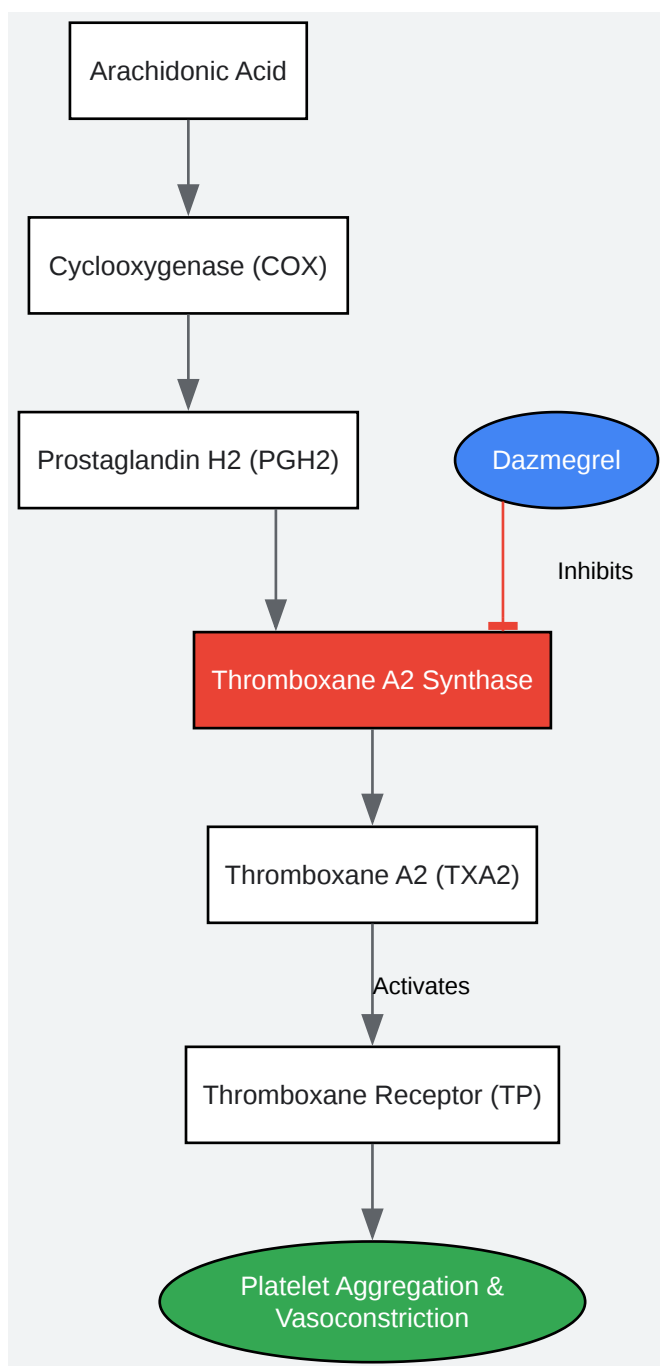 Arachidonic Acid
Cyclooxygenase (COX)
Prostaglandin H2 (PGH2)
Dazmegrel
Inhibits
Thromboxane A2 Synthase
Thromboxane A2 (TXA2)
Activates
Thromboxane Receptor (TP)
Platelet Aggregation &
Vasoconstriction